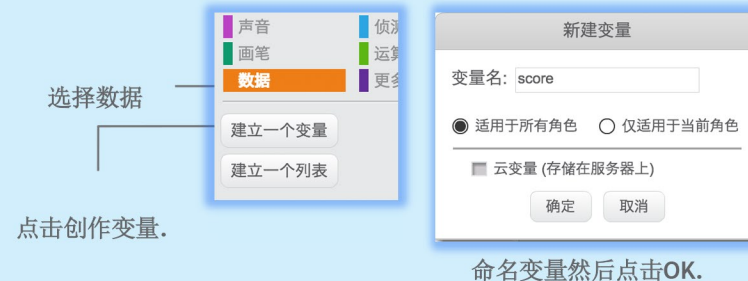 声音
画笔
运算
数据
选择数据
建立一个变量
建立一个列表
点击创作变量.
新建变量
变量名: score
适用于所有角色 仅适用于当前角色
云变量 (存储在服务器上)
确定 取消
命名变量然后点击OK.